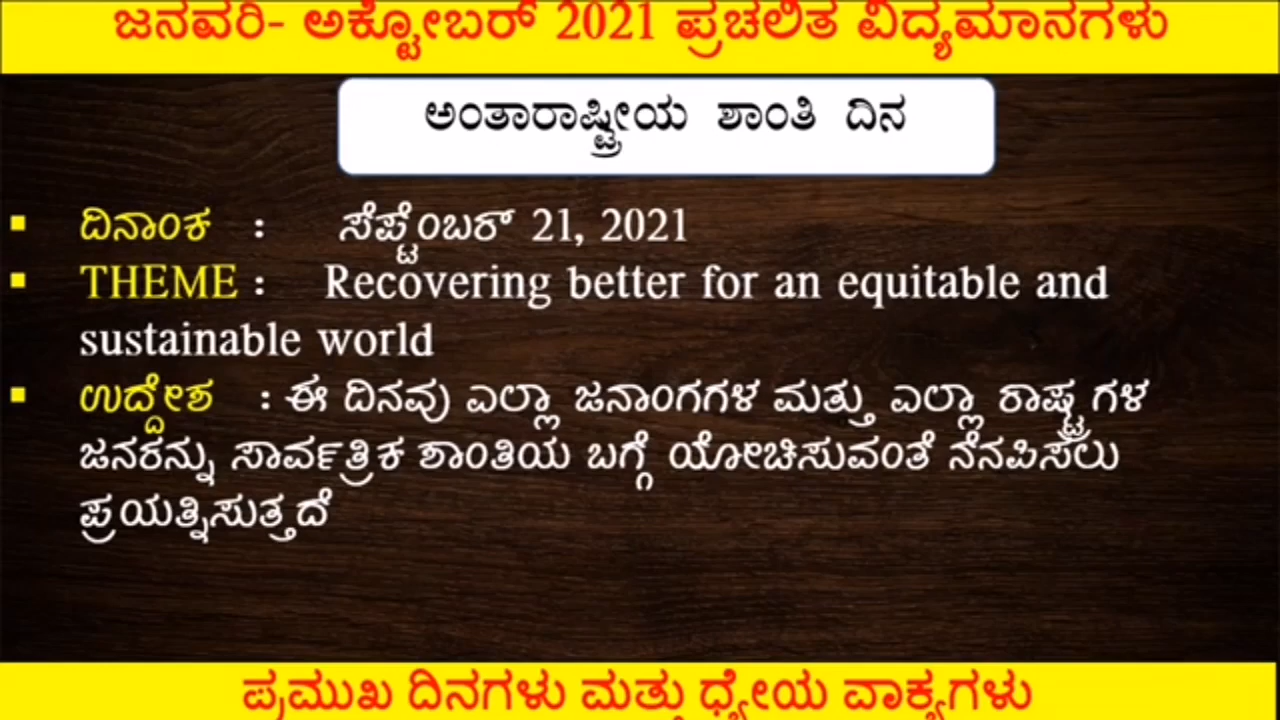 ಜನವರಿ- ಅಕ್ಟೋಬರ್ 2021 ಪ್ರಚಲಿತ ವಿದ್ಯಮಾನಗಳು
ಅಂತಾರಾಷ್ಟ್ರೀಯ ಶಾಂತಿ ದಿನ
▪ ದಿನಾಂಕ : ಸೆಪ್ಟೆಂಬರ್ 21, 2021
▪ THEME : Recovering better for an equitable and
sustainable world
▪ ಉದ್ದೇಶ : ಈ ದಿನವು ಎಲ್ಲಾ ಜನಾಂಗಗಳ ಮತ್ತು ಎಲ್ಲಾ ರಾಷ್ಟ್ರಗಳ
ಜನರನ್ನು ಸಾರ್ವತ್ರಿಕ ಶಾಂತಿಯ ಬಗ್ಗೆ ಯೋಚಿಸುವಂತೆ ನೆನಪಿಸಲು
ಪ್ರಯತ್ನಿಸುತ್ತದೆ
ಪ್ರಮುಖ ದಿನಗಳು ಮತ್ತು ಧ್ಯೇಯ ವಾಕ್ಯಗಳು